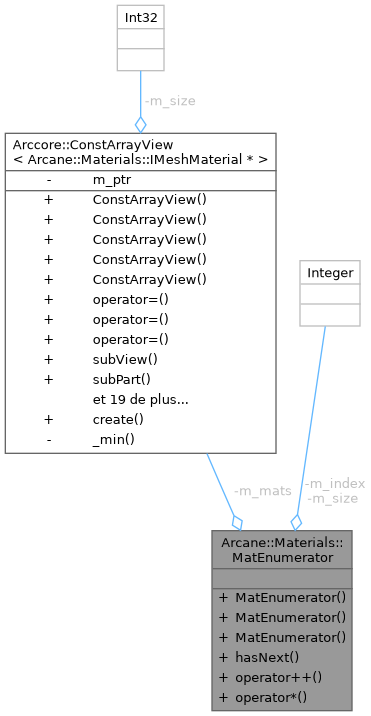 Int32
-m_size
Arccore::ConstArrayView
< Arcane::Materials::IMeshMaterial * >
- m_ptr
+ ConstArrayView()
+ ConstArrayView()
+ ConstArrayView()
+ ConstArrayView()
+ ConstArrayView()
+ operator=()
+ operator=()
+ operator=()
+ subView()
+ subPart()
et 19 de plus...
+ create()
- _min()
Integer
-m_mats
-m_index
-m_size
Arcane::Materials::
MatEnumerator
+ MatEnumerator()
+ MatEnumerator()
+ MatEnumerator()
+ hasNext()
+ operator++()
+ operator*()